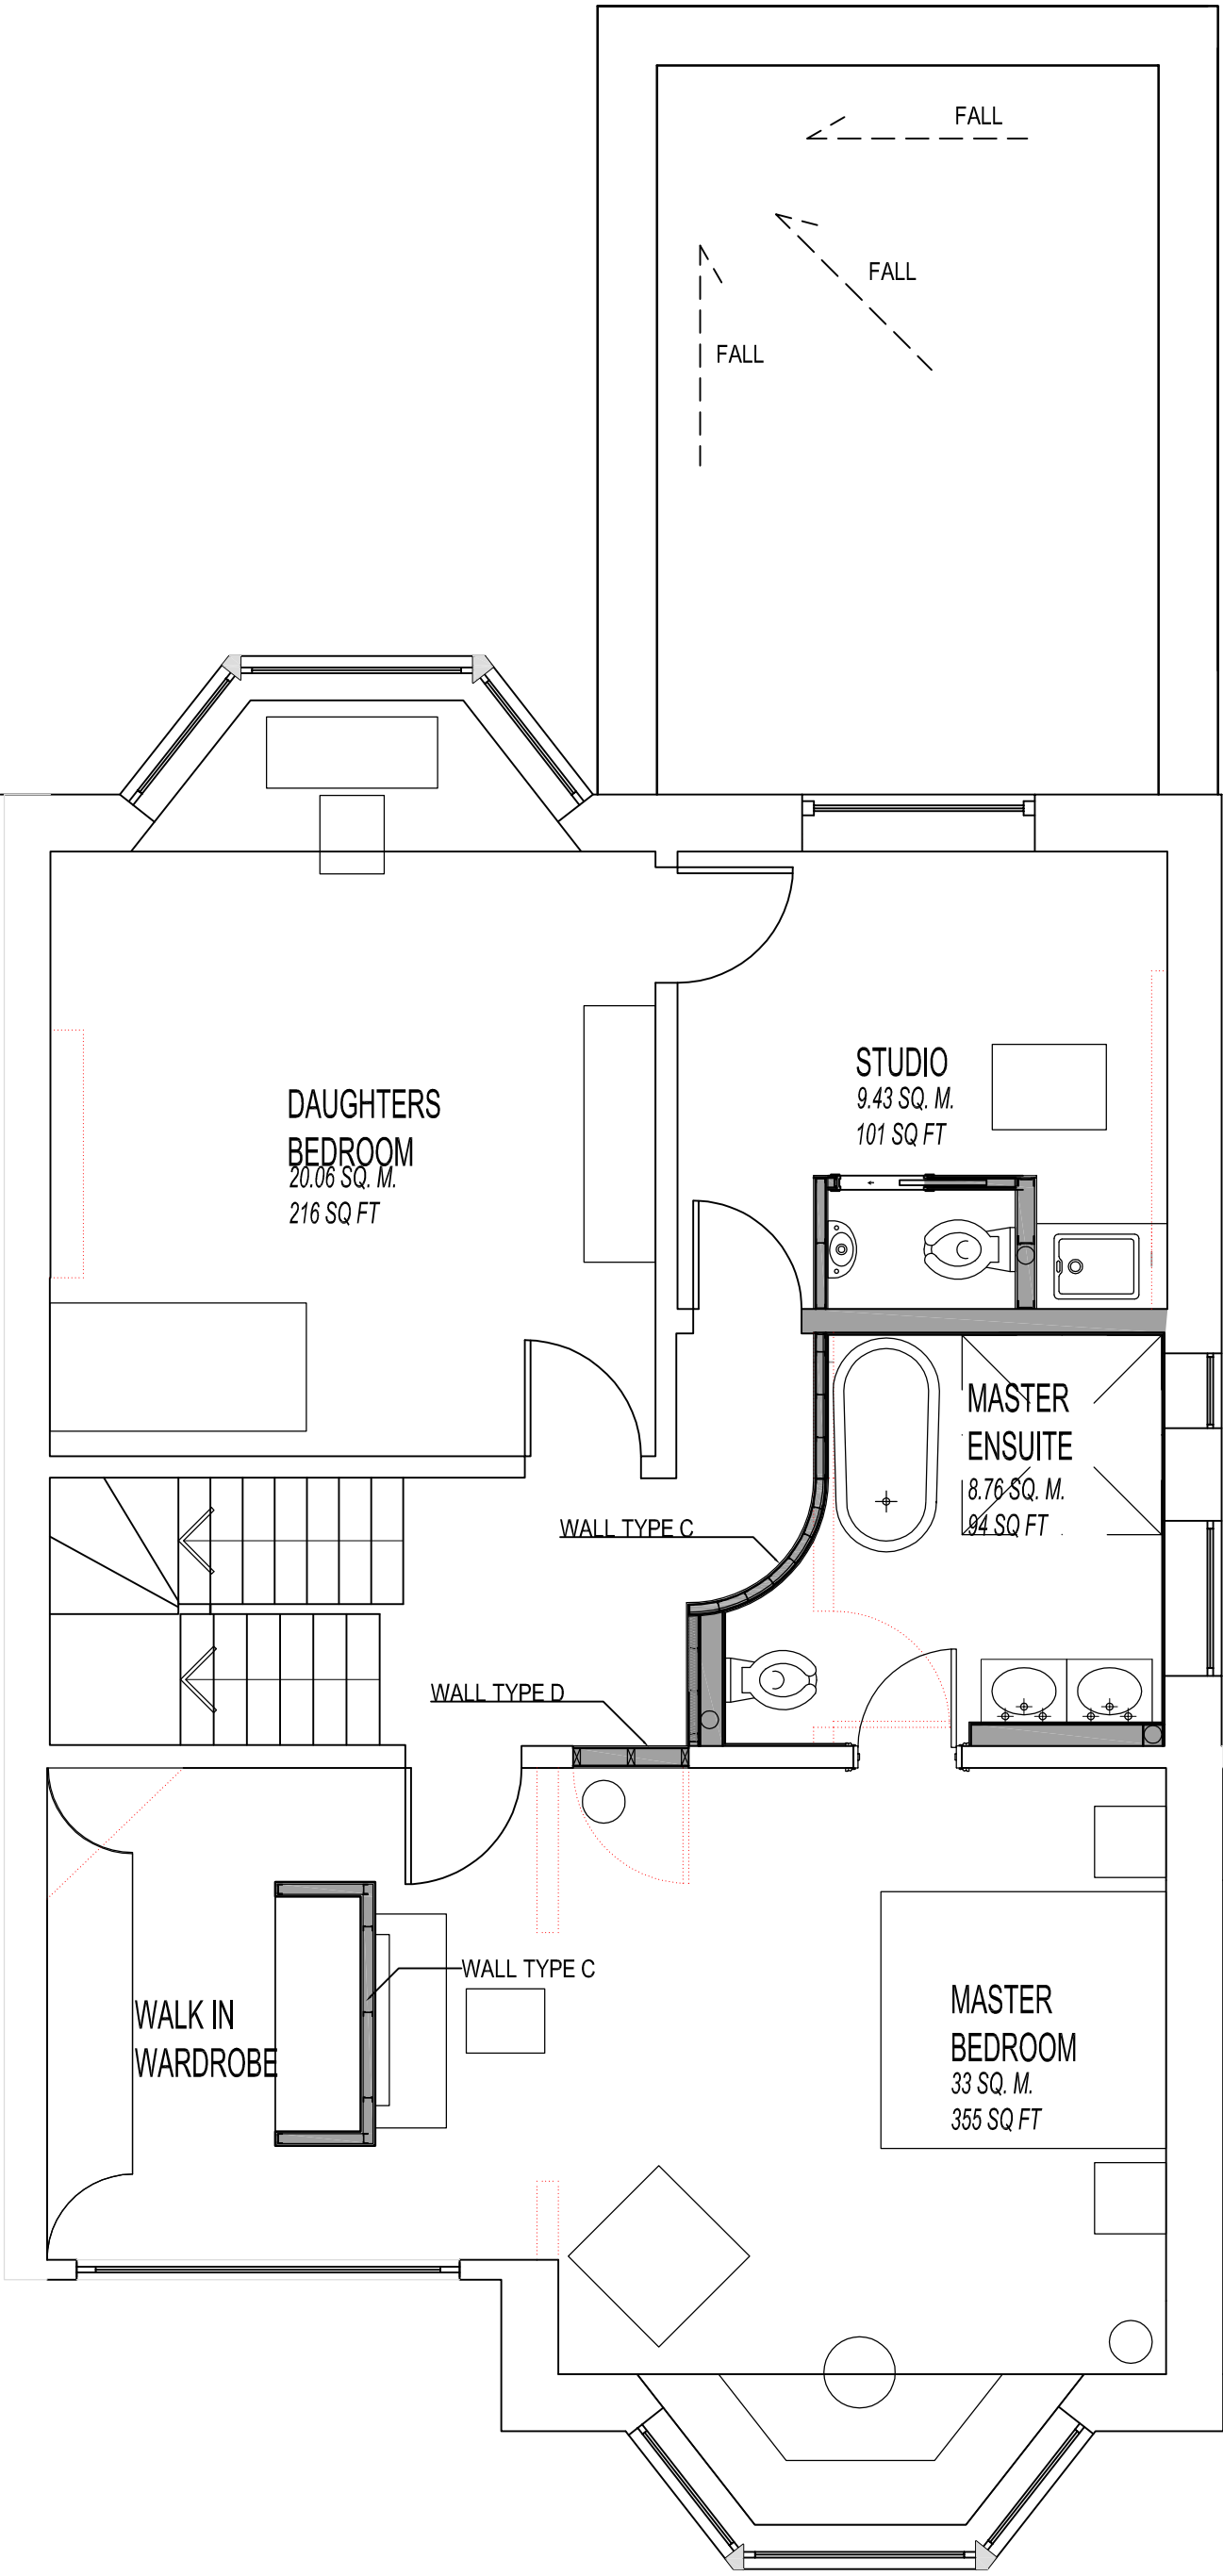 FALL
FALL
FALL
STUDIO
9.43 SQ. M.
101 SQ FT
DAUGHTERS
BEDROOM
20.06 SQ. M.
216 SQ FT
MASTER
ENSUITE
8.76 SQ. M.
94 SQ FT
WALL TYPE C
WALL TYPE D
WALL TYPE C
WALK IN
WARDROBE
MASTER
BEDROOM
33 SQ. M.
355 SQ FT